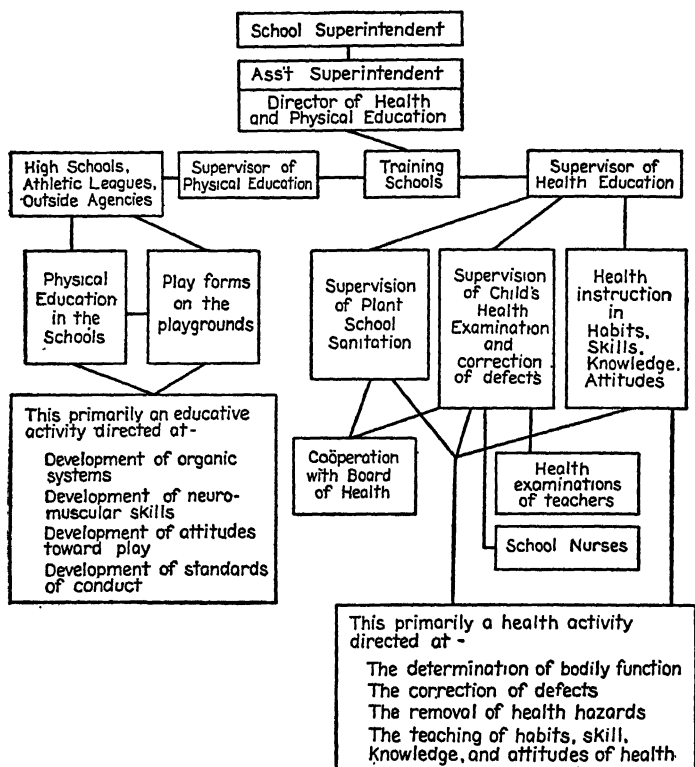 School Superintendent
Ass't Superintendent
Director of Health
and Physical Education
High Schools,
Athletic Leagues,
Outside Agencies
Supervisor of
Physical Education
Training
Schools
Supervisor of
Health Education
Physical
Education
in the
Schools
Play forms
on the
playgrounds
Supervision
of Plant
School
Sanitation
Supervision
of Child's
Health
Examination
and
correction
of defects
Health
instruction
in
Habits,
Skills,
Knowledge,
Attitudes
This primarily an educative
activity directed at-
Development of organic
systems
Development of neuro-
muscular skills
Development of attitudes
toward play
Development of standards
of conduct
Coöperation
with Board
of Health
Health
examinations
of teachers
School Nurses
This primarily a health activity
directed at -
The determination of bodily function
The correction of defects
The removal of health hazards
The teaching of habits, skill,
Knowledge, and attitudes of health